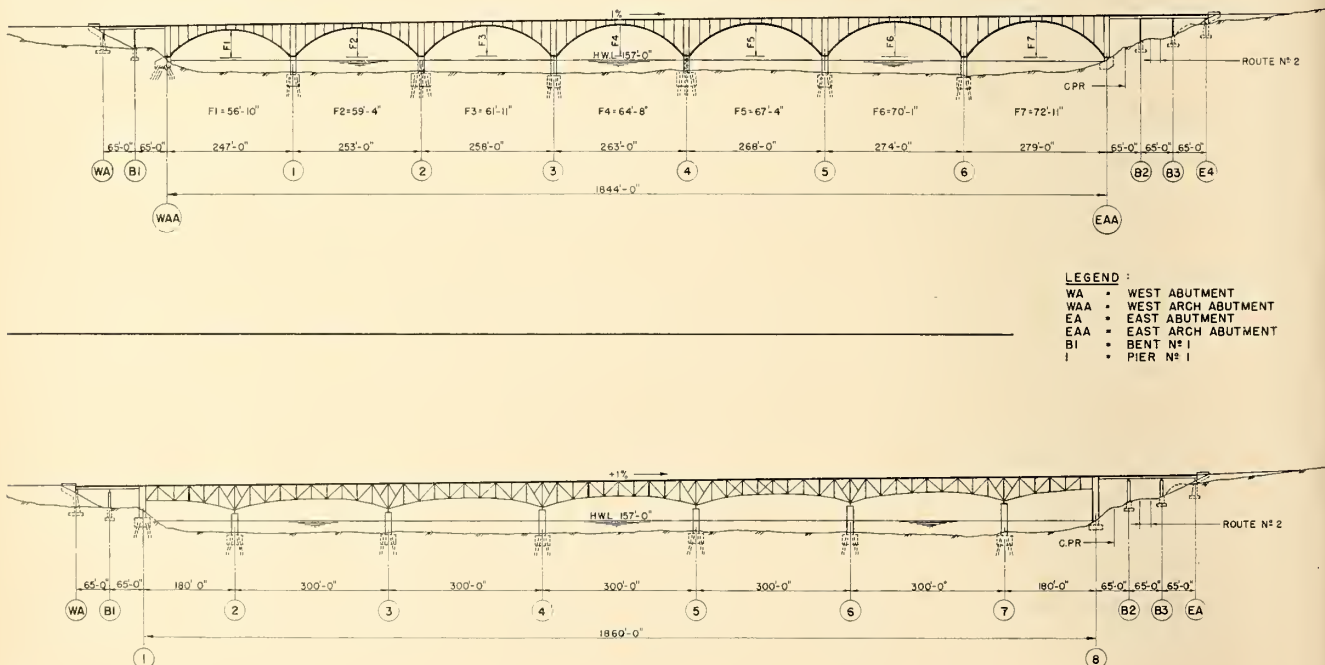 1% 
F1 F2 F3 F4 F5 F6 F7
H.W.L 157'-0"
ROUTE Nº 2
CPR
F1=56'-10" F2=59'-4" F3=61'-11" F4=64'-8" F5=67'-4" F6=70'-1" F7=72'-11"
65'-0" 65'-0" 247'-0" 253'-0" 258'-0" 263'-0" 268'-0" 274'-0" 279'-0" 65'-0" 65'-0" 65'-0"
WA B1 1 2 3 4 5 6 B2 B3 E4
1844'-0"
WAA EAA
LEGEND :
WA = WEST ABUTMENT
WAA = WEST ARCH ABUTMENT
EA = EAST ABUTMENT
EAA = EAST ARCH ABUTMENT
B1 = BENT Nº 1
1 = PIER Nº 1
+1%
H.W.L 157'-0"
ROUTE Nº 2
C.P.R
65'-0" 65'-0" 180'0" 300'-0" 300'-0" 300'-0" 300'-0" 300'-0" 180'-0" 65'-0" 65'-0" 65'-0"
WA B1 2 3 4 5 6 7 B2 B3 EA
1860'-0"
1 8